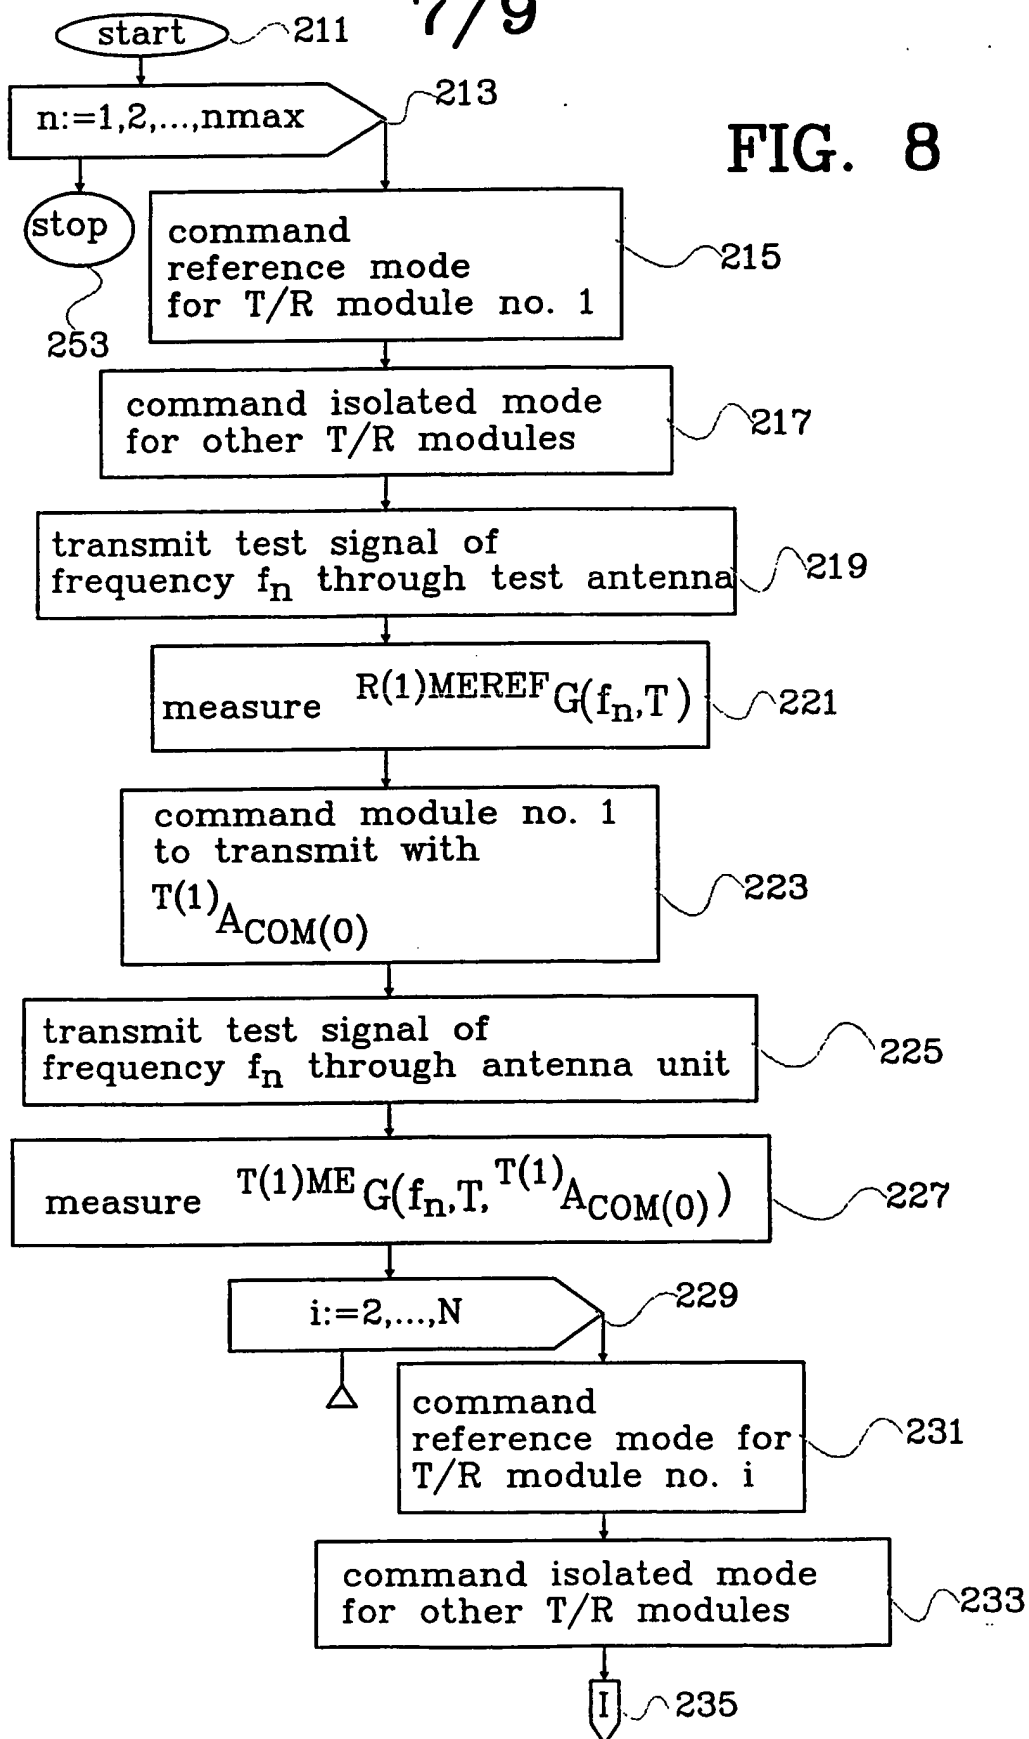 7/9
start 211
n:=1,2,...,nmax 213
FIG. 8
stop
253
command
reference mode
for T/R module no. 1
215
command isolated mode
for other T/R modules
217
transmit test signal of
frequency fn through test antenna
219
measure R(1)MEREF G(fn,T)
221
command module no. 1
to transmit with
T(1)ACOM(0)
223
transmit test signal of
frequency fn through antenna unit
225
measure T(1)ME G(fn,T, T(1)ACOM(0))
227
i:=2,...,N
229
command
reference mode for
T/R module no. i
231
command isolated mode
for other T/R modules
233
I 235